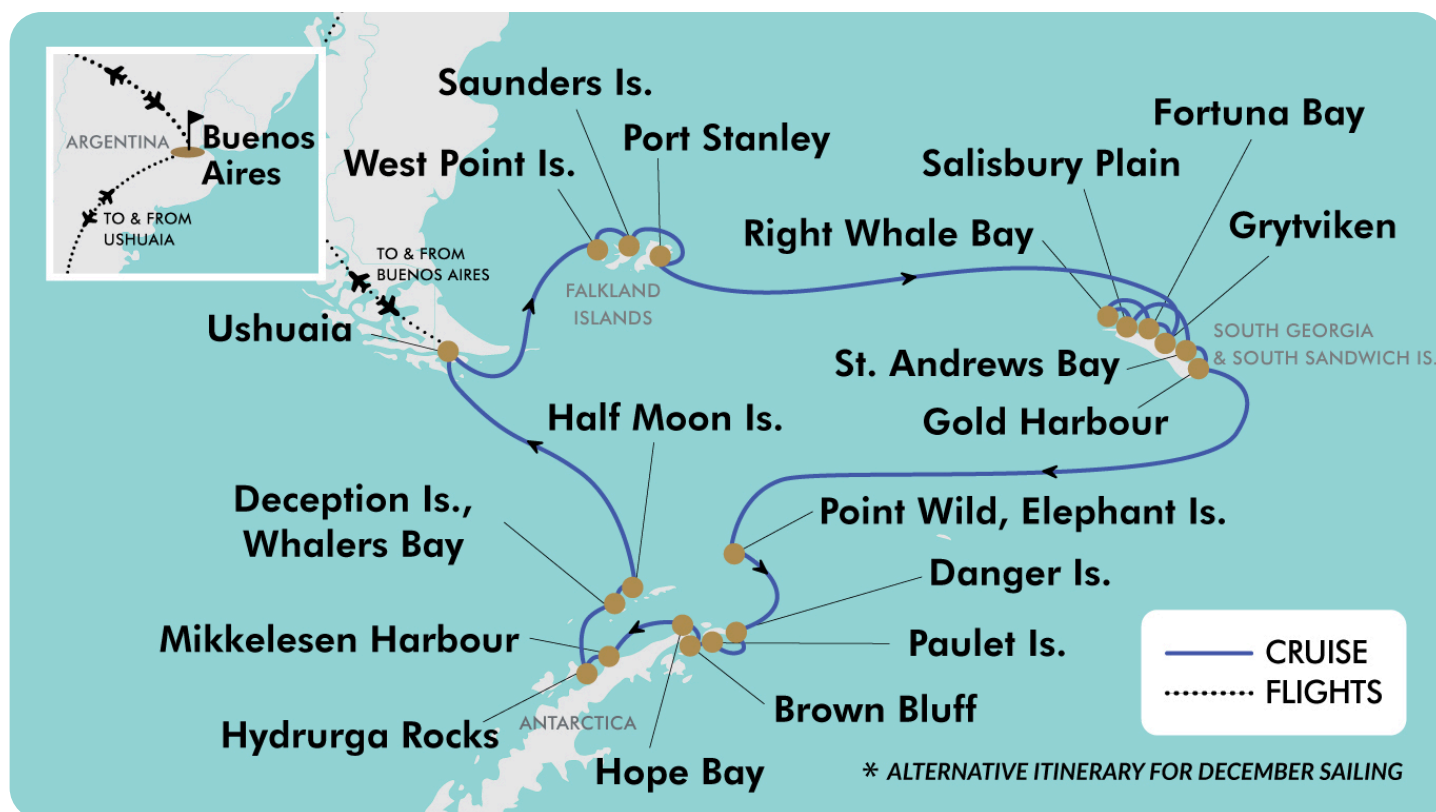 ARGENTINA
Buenos
Aires
TO & FROM
USHUAIA
Saunders Is.
Port Stanley
West Point Is.
Fortuna Bay
Salisbury Plain
Right Whale Bay
Grytviken
TO & FROM
BUENOS AIRES
FALKLAND
ISLANDS
Ushuaia
SOUTH GEORGIA
& SOUTH SANDWICH IS.
St. Andrews Bay
Gold Harbour
Half Moon Is.
Deception Is.,
Whalers Bay
Point Wild, Elephant Is.
Danger Is.
Mikkelesen Harbour
Paulet Is.
Brown Bluff
Hydrurga Rocks
ANTARCTICA
Hope Bay
CRUISE
FLIGHTS
* ALTERNATIVE ITINERARY FOR DECEMBER SAILING